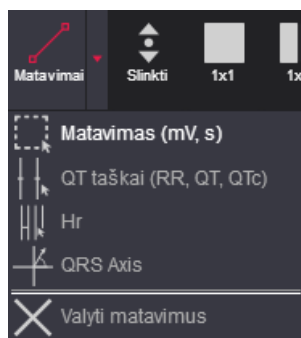 Matavimai Slinkti 1x1 1x
Matavimas (mV, s)
QT taškai (RR, QT, QTc)
Hr
QRS Axis
Valyti matavimus